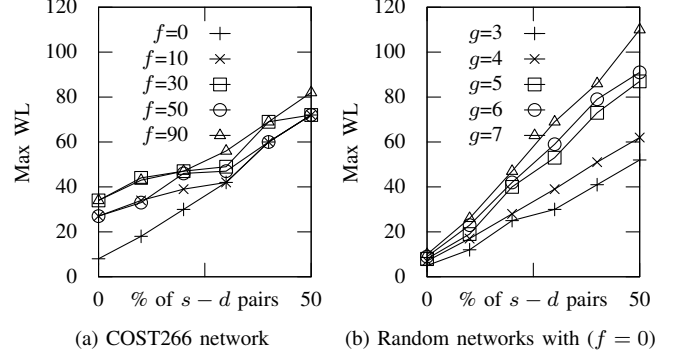 120
100
80
60
40
20
0
Max WL
f=0
f=10
f=30
f=50
f=90
0 % of s − d pairs 50
(a) COST266 network
120
100
80
60
40
20
0
Max WL
g=3
g=4
g=5
g=6
g=7
0 % of s − d pairs 50
(b) Random networks with (f = 0)